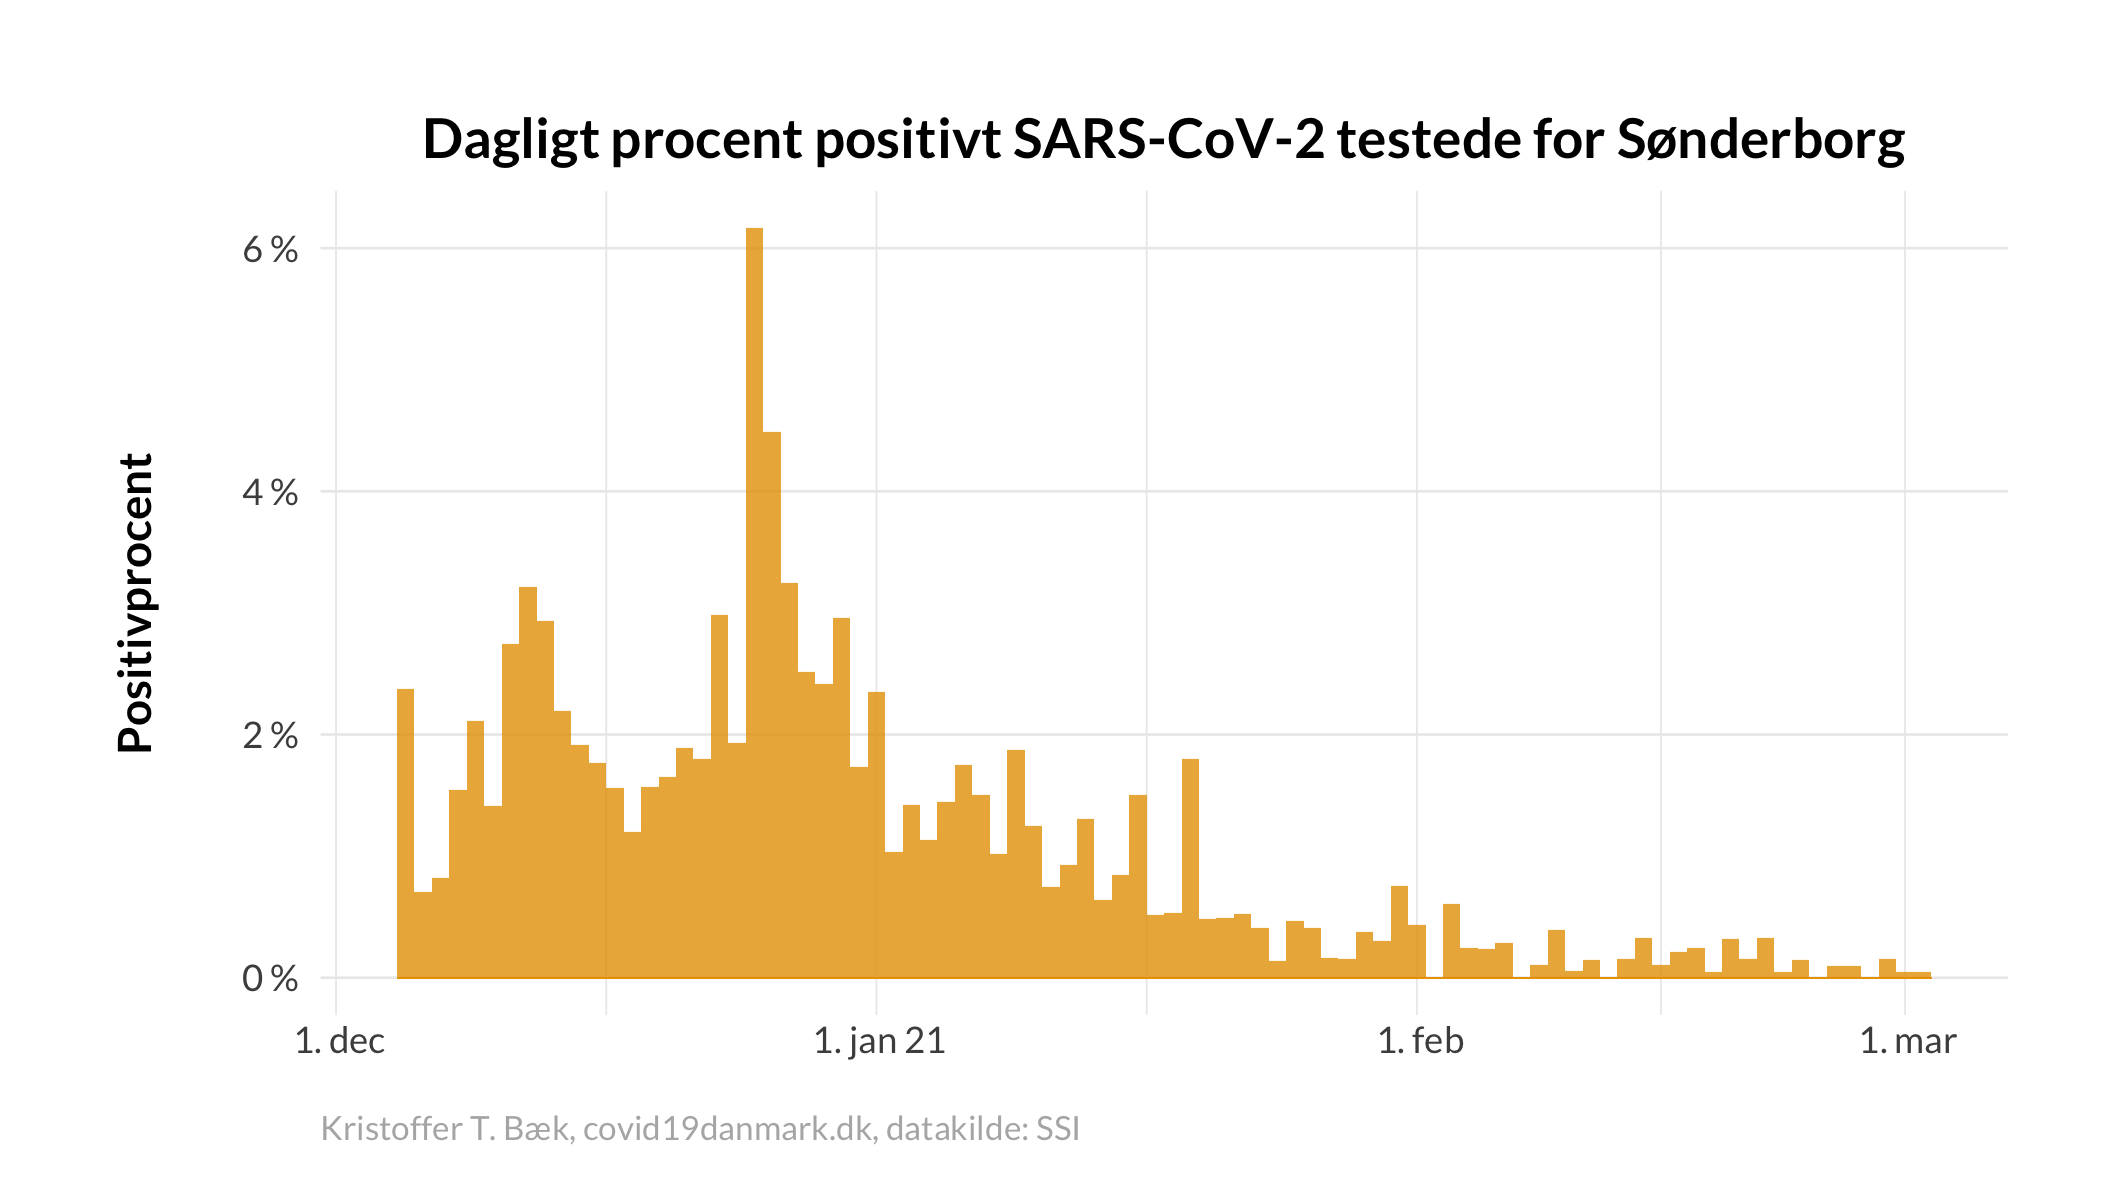 Dagligt procent positivt SARS-CoV-2 testede for Sønderborg
Positivprocent
6 %
4 %
2 %
0 %
1. dec
1. jan 21
1. feb
1. mar
Kristoffer T. Bæk, covid19danmark.dk, datakilde: SSI